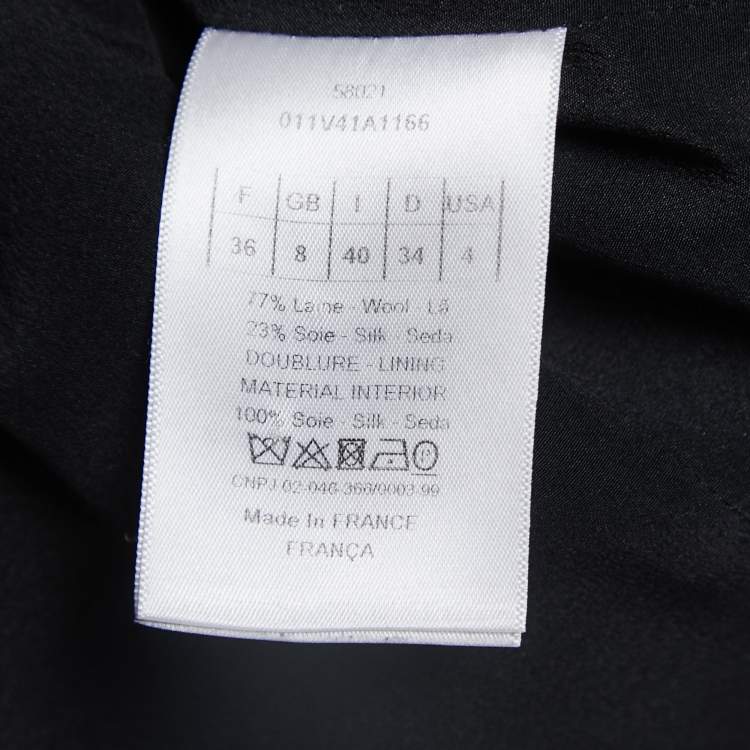 58021
011V41A1166
F GB I D USA
36 8 40 34 4
77% Laine - Wool - Lã
23% Soie - Silk - Seda
DOUBLURE - LINING
MATERIAL INTERIOR
100% Soie - Silk - Seda
P
CNPJ 02-046-366/0003-99
Made In FRANCE
FRANÇA